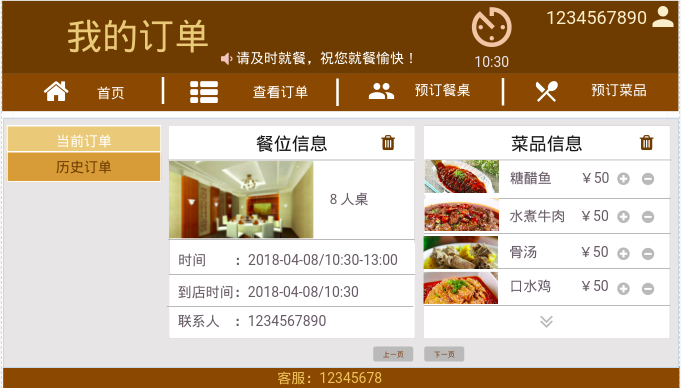 我的订单
请及时就餐，祝您就餐愉快！
10:30
1234567890
首页
查看订单
预订餐桌
预订菜品
当前订单
历史订单
餐位信息
8 人桌
时间 ：2018-04-08/10:30-13:00
到店时间：2018-04-08/10:30
联系人 ：1234567890
菜品信息
糖醋鱼 ￥50
水煮牛肉 ￥50
骨汤 ￥50
口水鸡 ￥50
上一页
下一页
客服：12345678